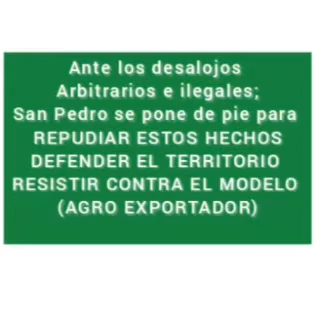 Ante los desalojos
Arbitrarios e ilegales;
San Pedro se pone de pie para
REPUDIAR ESTOS HECHOS
DEFENDER EL TERRITORIO
RESISTIR CONTRA EL MODELO
(AGRO EXPORTADOR)